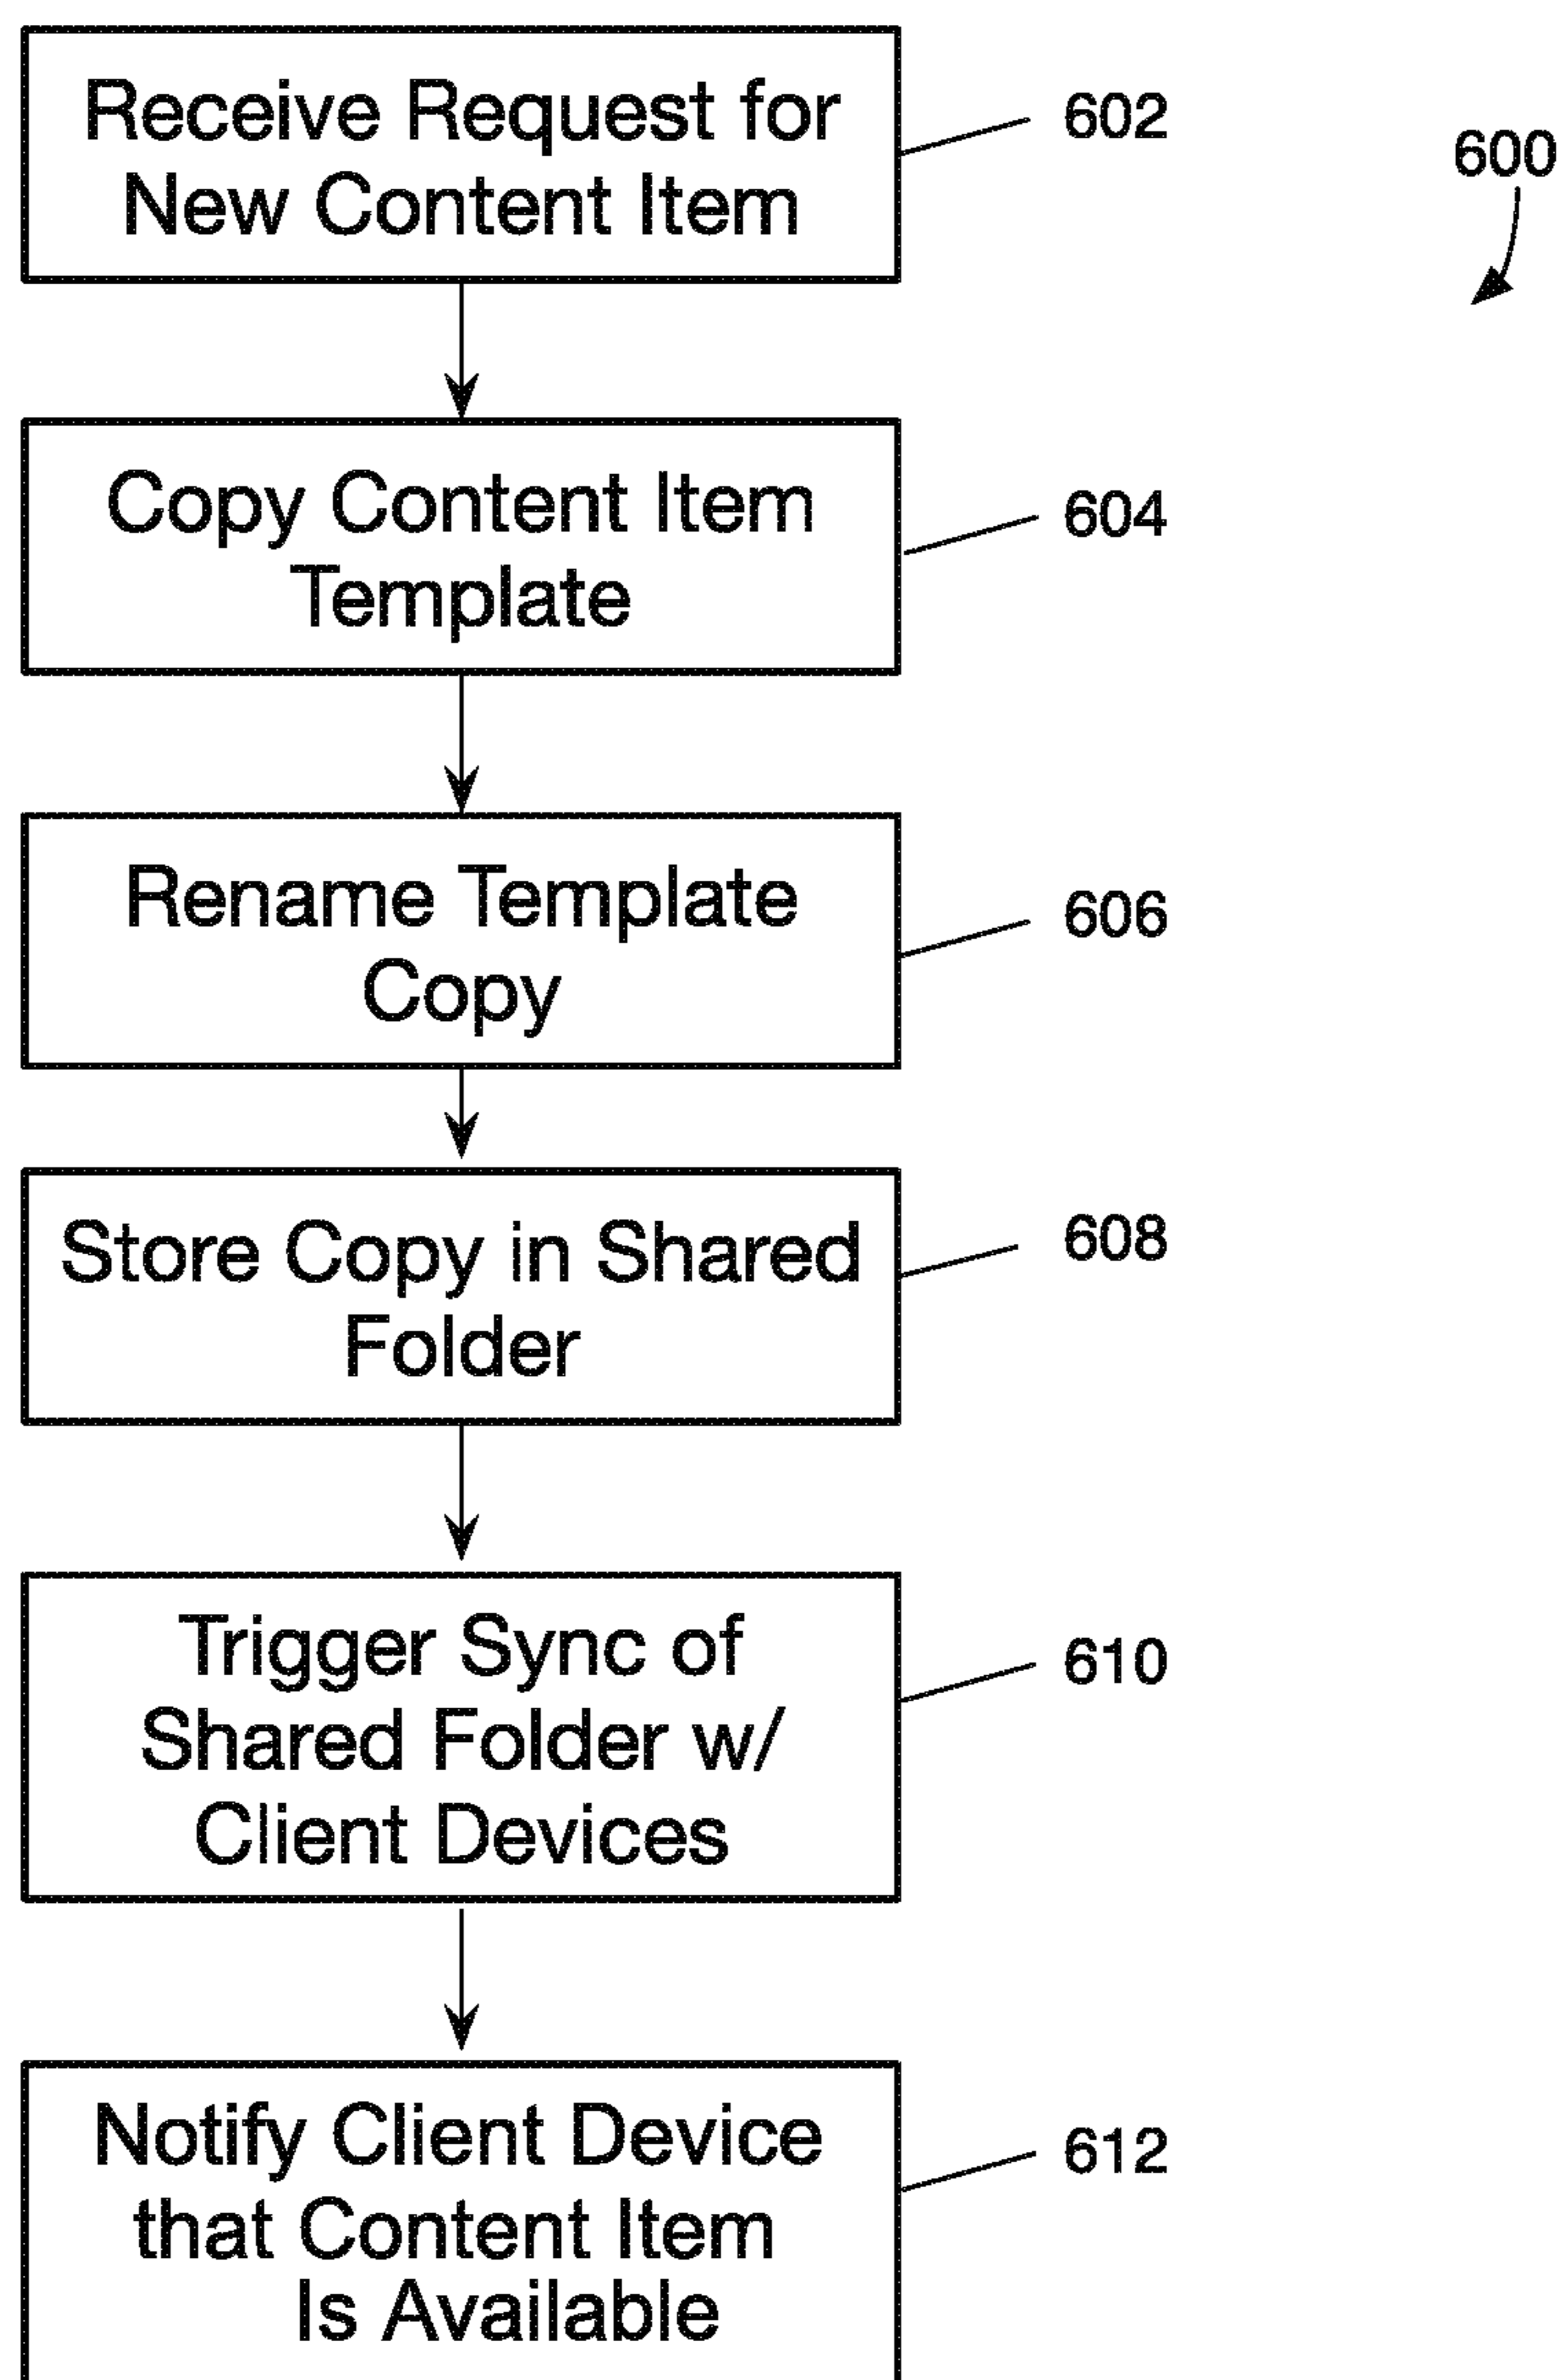 Receive Request for
New Content Item
602
600
Copy Content Item
Template
604
Rename Template
Copy
606
Store Copy in Shared
Folder
608
Trigger Sync of
Shared Folder w/
Client Devices
610
Notify Client Device
that Content Item
Is Available
612